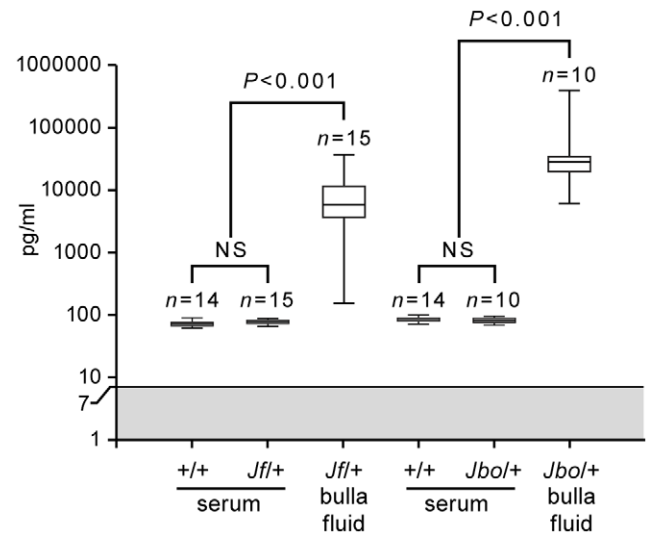 P<0.001
P<0.001
n=10
n=15
NS
NS
n=14 n=15
n=14 n=10
pg/ml
1000000
100000
10000
1000
100
10
7
1
+/+ Jf/+ Jf/+ +/+ Jbo/+ Jbo/+
serum bulla serum bulla
fluid fluid